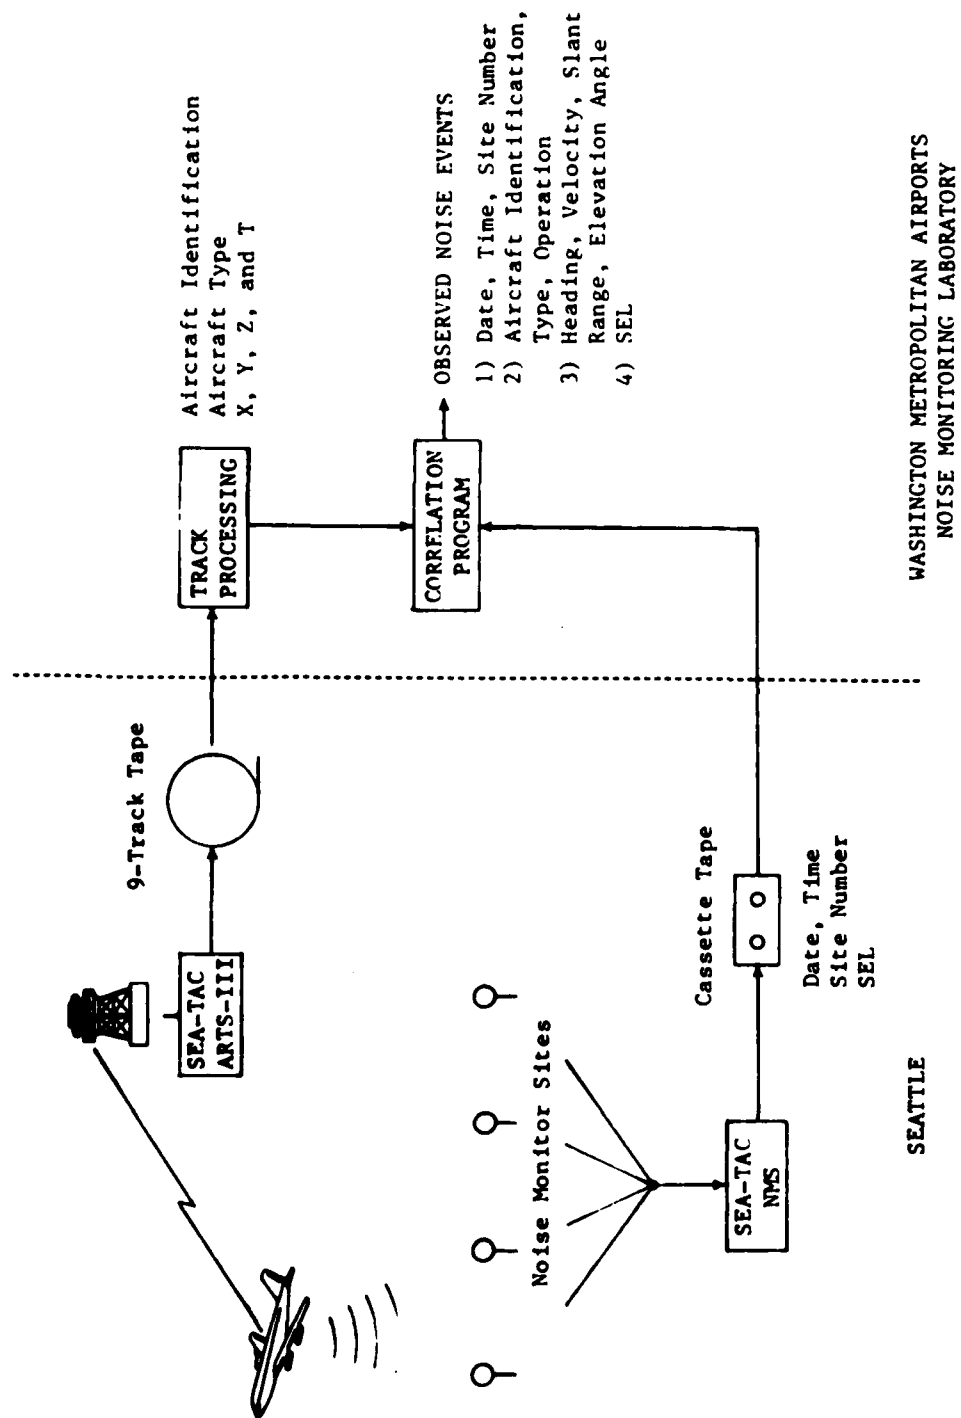 9-Track Tape
SEA-TAC
ARTS-III
TRACK
PROCESSING
Aircraft Identification
Aircraft Type
X, Y, Z, and T
Noise Monitor Sites
SEA-TAC
NMS
Cassette Tape
Date, Time
Site Number
SEL
CORRELATION
PROGRAM
OBSERVED NOISE EVENTS
1) Date, Time, Site Number
2) Aircraft Identification,
Type, Operation
3) Heading, Velocity, Slant
Range, Elevation Angle
4) SEL
SEATTLE
WASHINGTON METROPOLITAN AIRPORTS
NOISE MONITORING LABORATORY